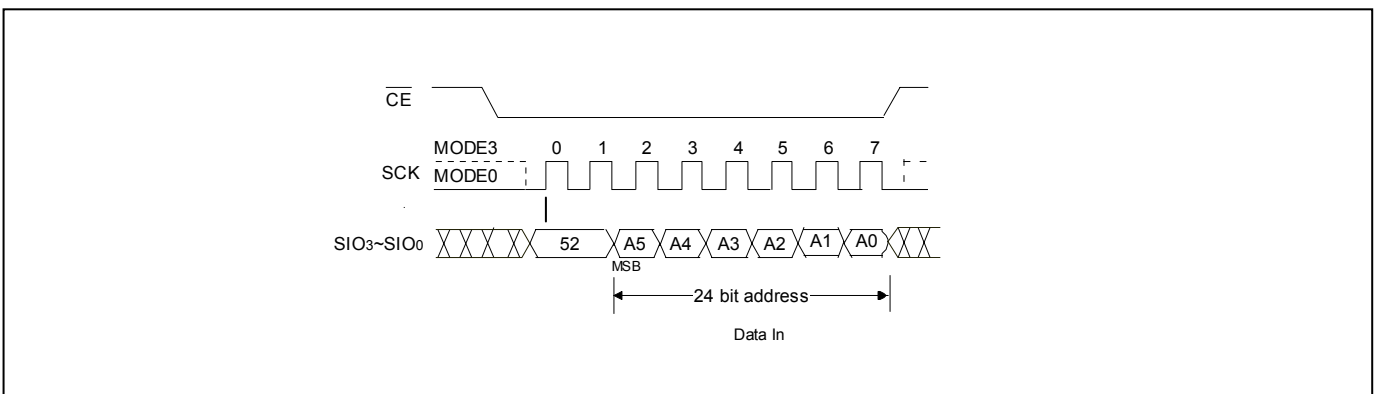 CE
MODE3 0 1 2 3 4 5 6 7
SCK MODE0
SIO3~SIO0 52 A5 A4 A3 A2 A1 A0
MSB
24 bit address
Data In